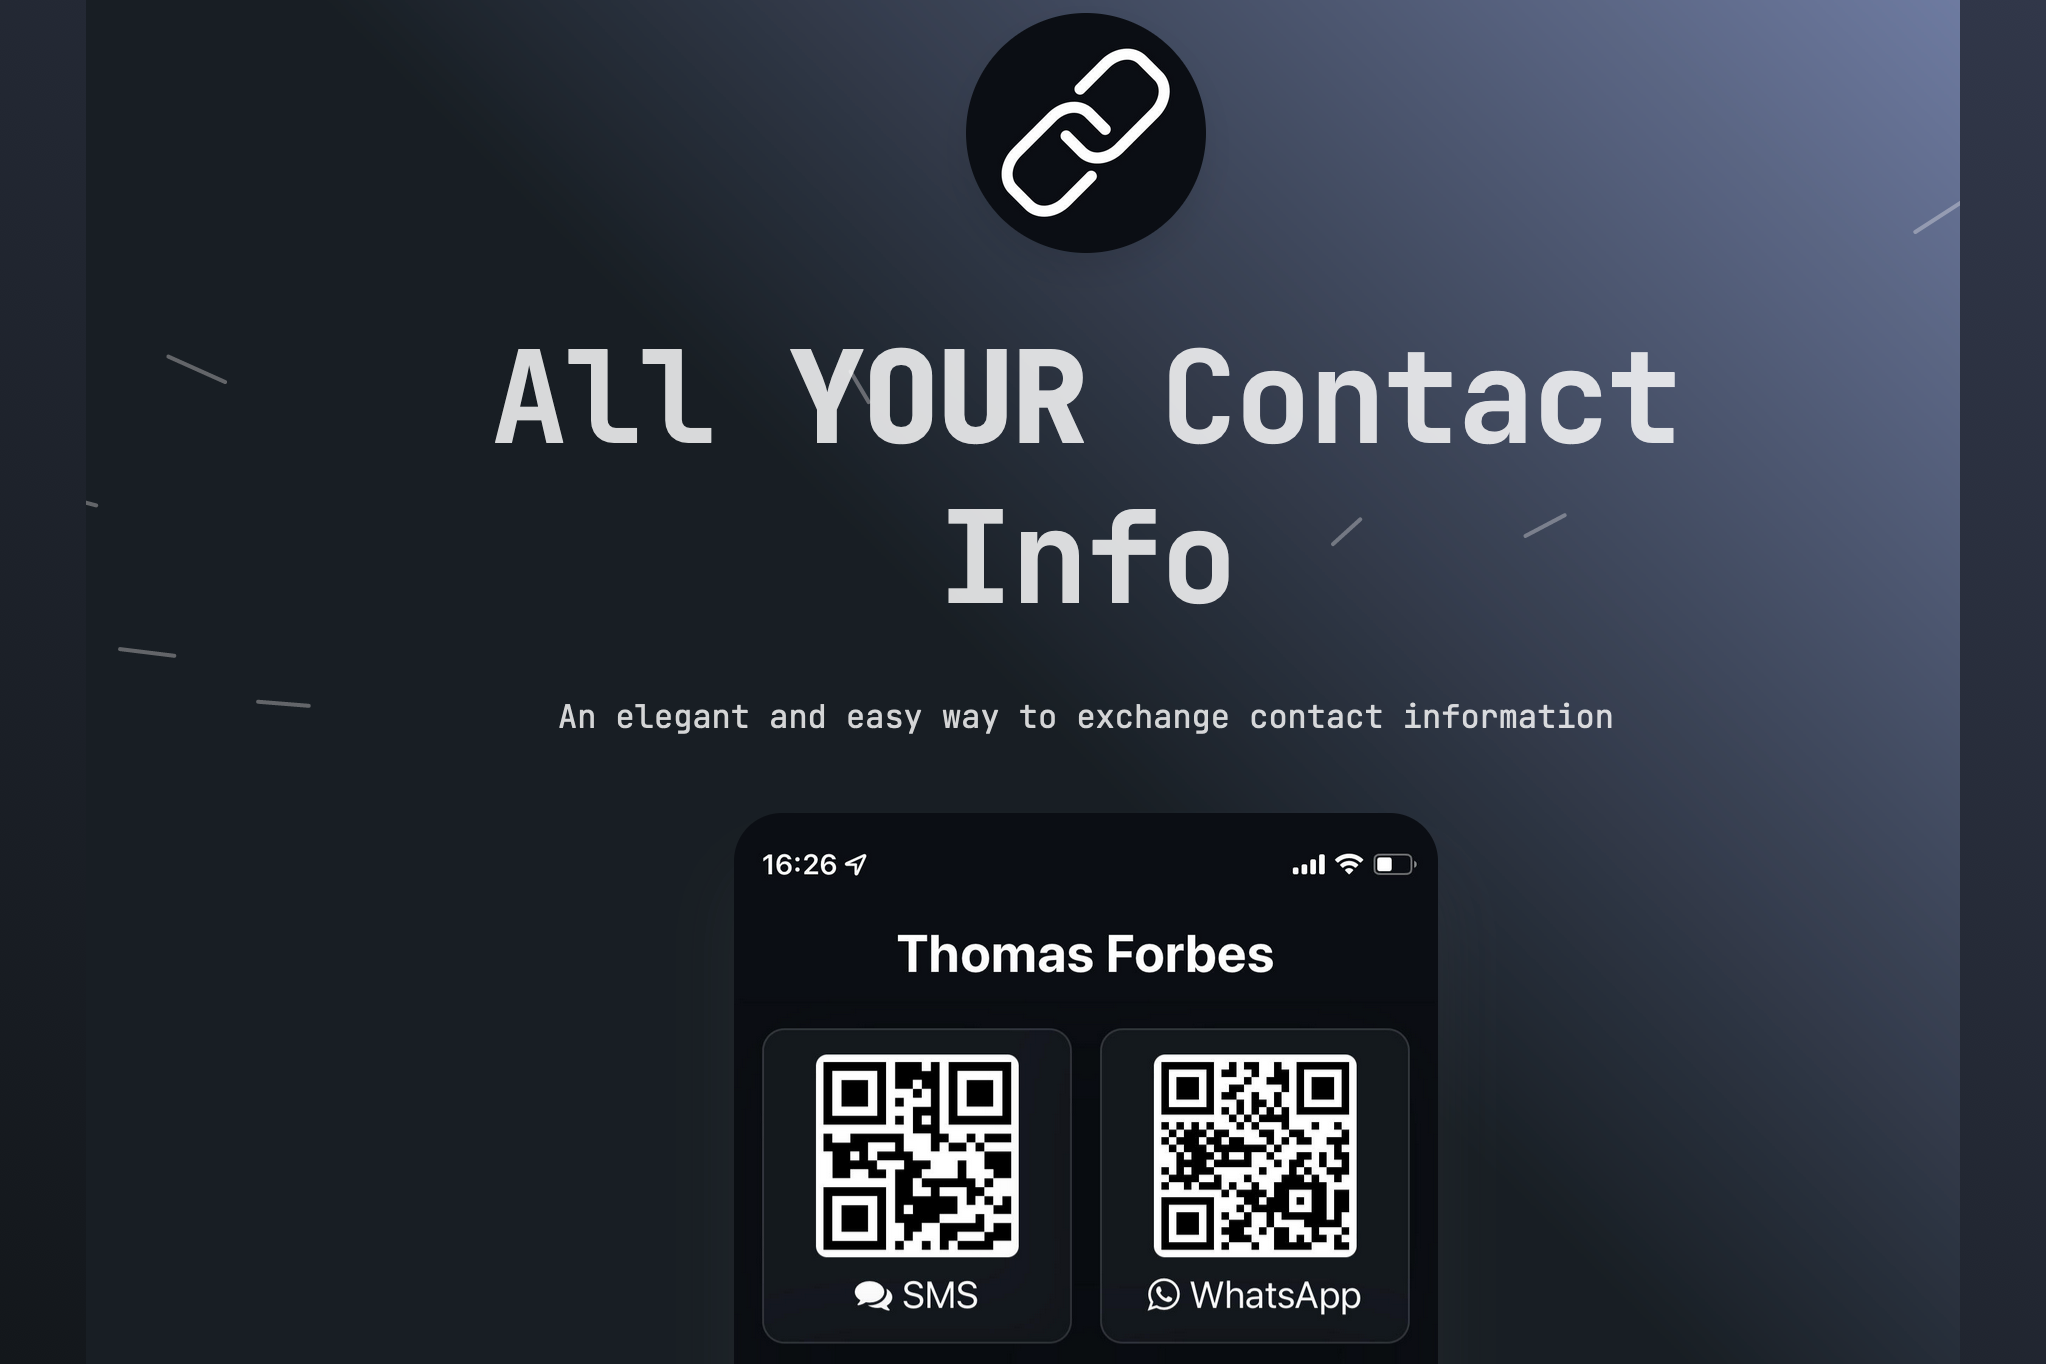 All YOUR Contact
Info
An elegant and easy way to exchange contact information
16:26
Thomas Forbes
SMS
WhatsApp